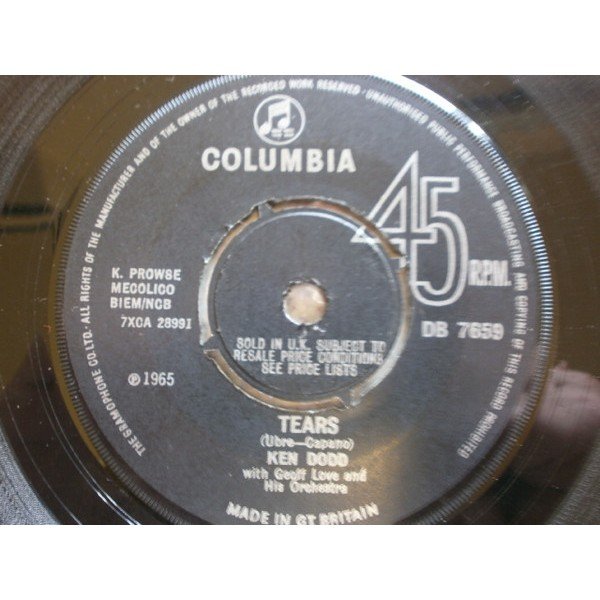 THE GRAMOPHONE CO. LTD. · ALL RIGHTS OF THE MANUFACTURER AND OF THE OWNER OF THE RECORDED WORK RESERVED · UNAUTHORISED PUBLIC PERFORMANCE BROADCASTING AND COPYING OF THIS RECORD PROHIBITED
COLUMBIA
45
R.P.M.
K. PROWSE
MECOLICO
BIEM/NCB
7XCA 28991
DB 7659
SOLD IN U.K. SUBJECT TO
RESALE PRICE CONDITIONS,
SEE PRICE LISTS
℗ 1965
TEARS
(Ubre—Capano)
KEN DODD
with Geoff Love and
His Orchestra
MADE IN GT BRITAIN